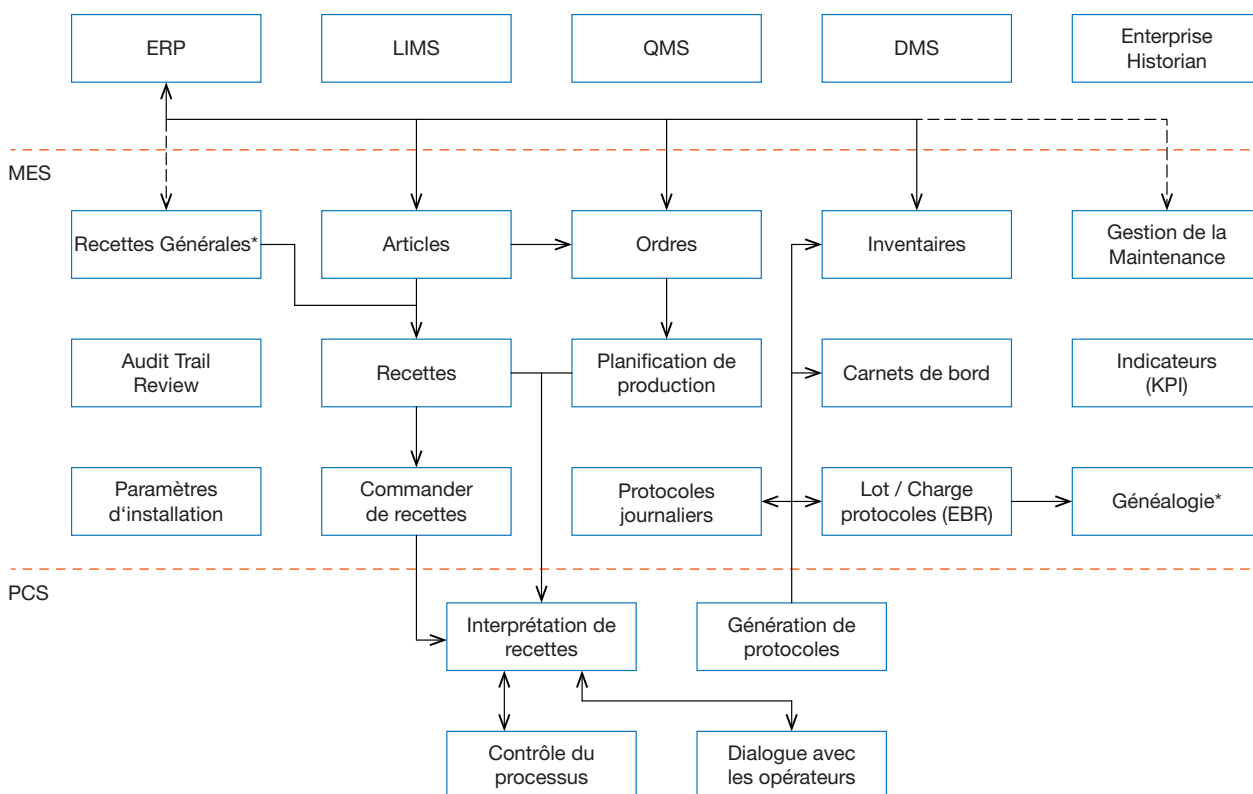 ERP
LIMS
QMS
DMS
Enterprise
Historian
MES
Recettes Générales*
Articles
Ordres
Inventaires
Gestion de la
Maintenance
Audit Trail
Review
Recettes
Planification de
production
Carnets de bord
Indicateurs
(KPI)
Paramètres
d‘installation
Commander
de recettes
Protocoles
journaliers
Lot / Charge
protocoles (EBR)
Généalogie*
PCS
Interprétation de
recettes
Génération de
protocoles
Contrôle du
processus
Dialogue avec
les opérateurs